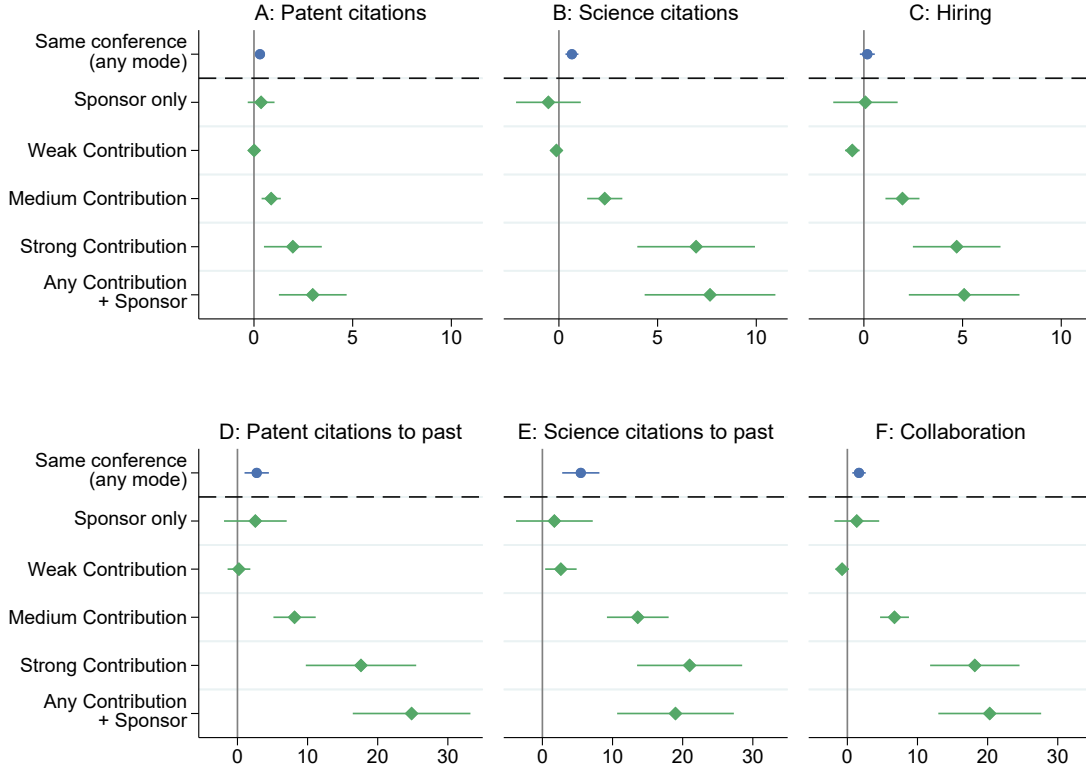 A: Patent citations
B: Science citations
C: Hiring
Same conference
(any mode)
Sponsor only
Weak Contribution
Medium Contribution
Strong Contribution
Any Contribution
+ Sponsor
0 5 10
0 5 10
0 5 10
D: Patent citations to past
E: Science citations to past
F: Collaboration
Same conference
(any mode)
Sponsor only
Weak Contribution
Medium Contribution
Strong Contribution
Any Contribution
+ Sponsor
0 10 20 30
0 10 20 30
0 10 20 30